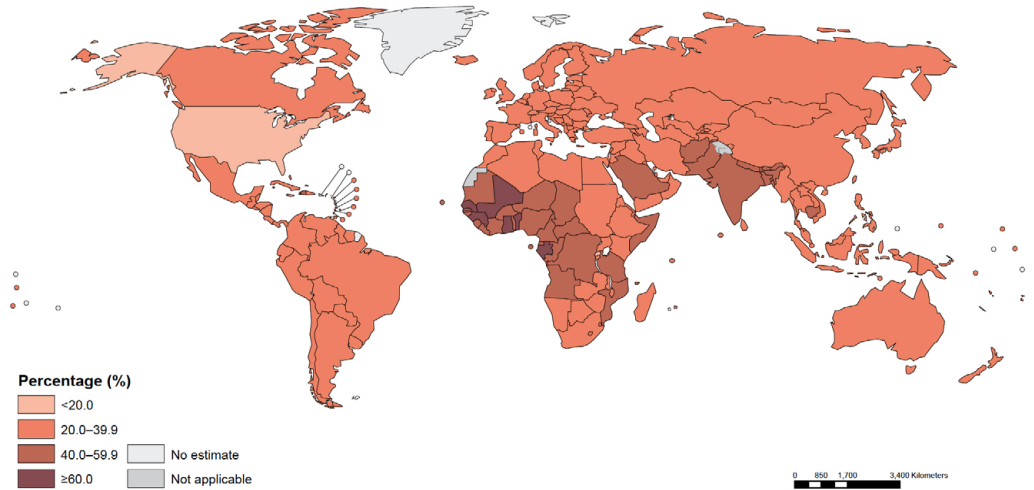 Percentage (%)
<20.0
20.0–39.9
40.0–59.9
No estimate
≥60.0
Not applicable
0 850 1,700 3,400 Kilometers